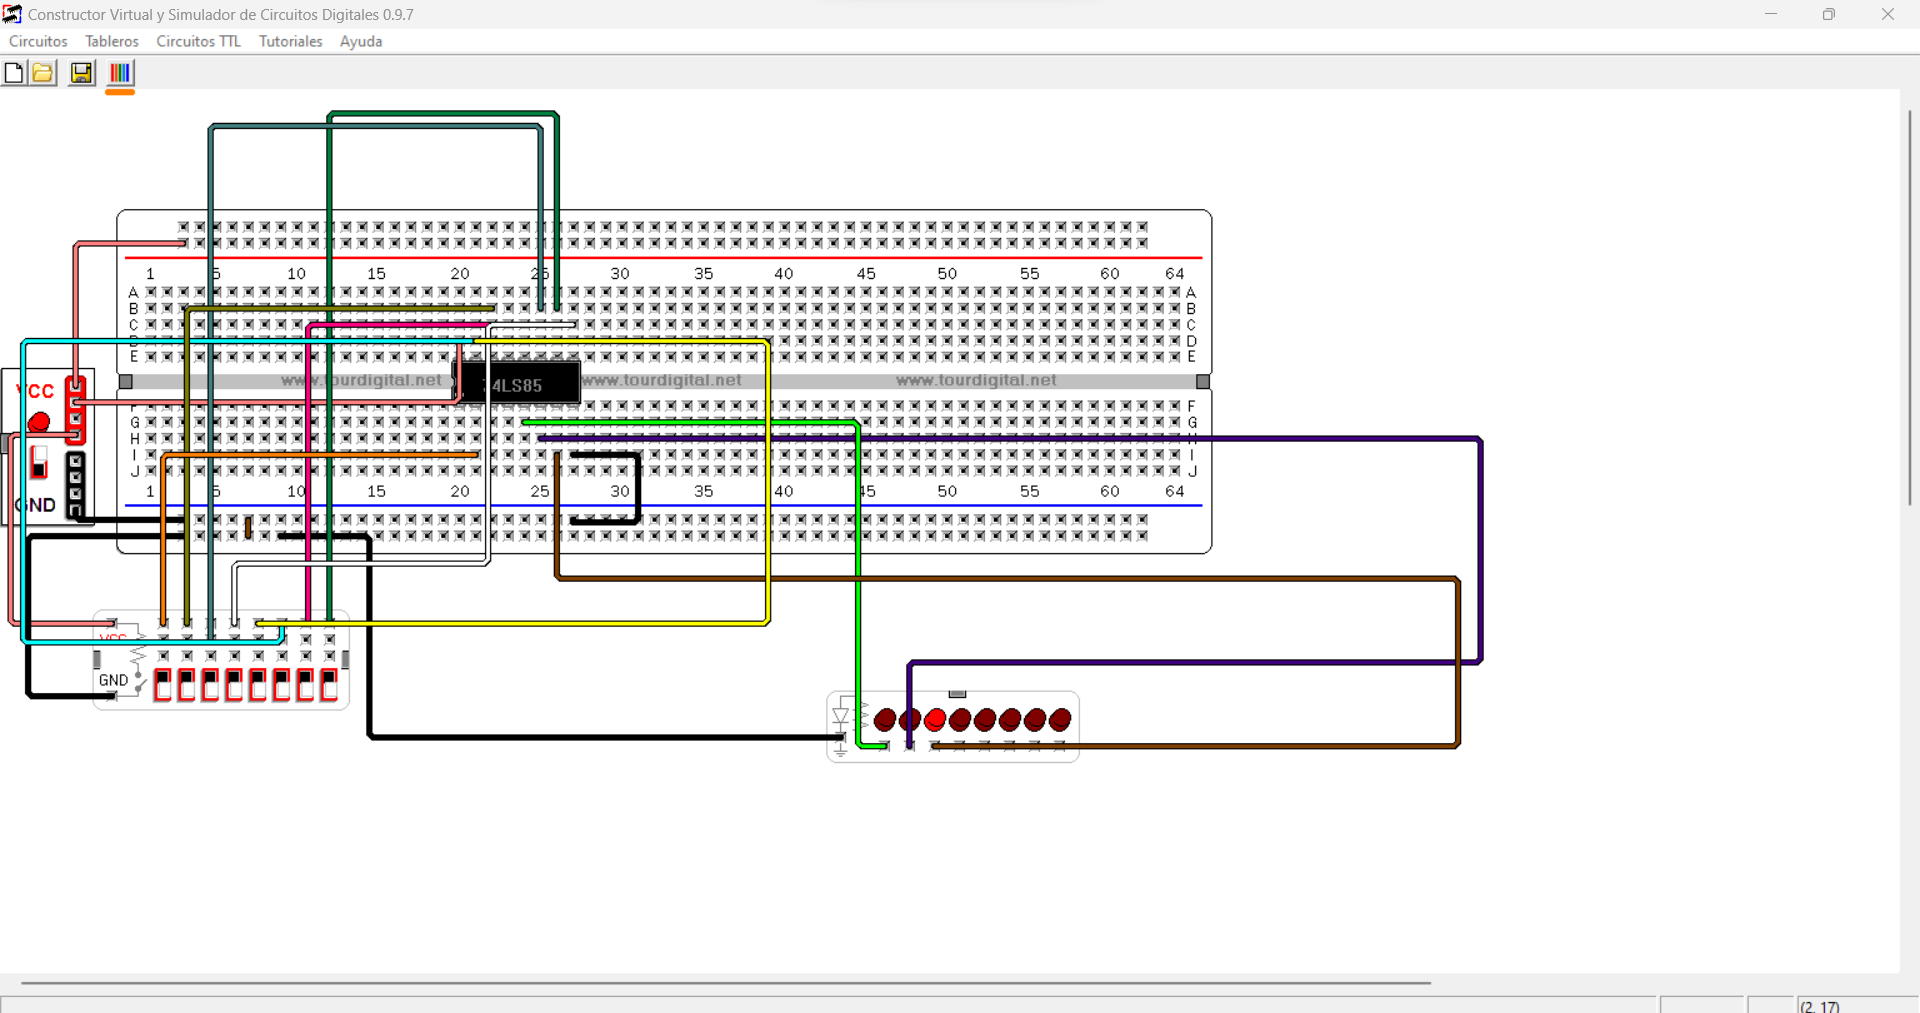 Constructor Virtual y Simulador de Circuitos Digitales 0.9.7
Circuitos Tableros Circuitos TTL Tutoriales Ayuda
1 5 10 15 20 25 30 35 40 45 50 55 60 64
A A
B B
C C
D D
E E
www.tourdigital.net www.tourdigital.net www.tourdigital.net
VCC
74LS85
F F
G G
H H
I I
J J
1 5 10 15 20 25 30 35 40 45 50 55 60 64
GND
VCC
GND
(2, 17)